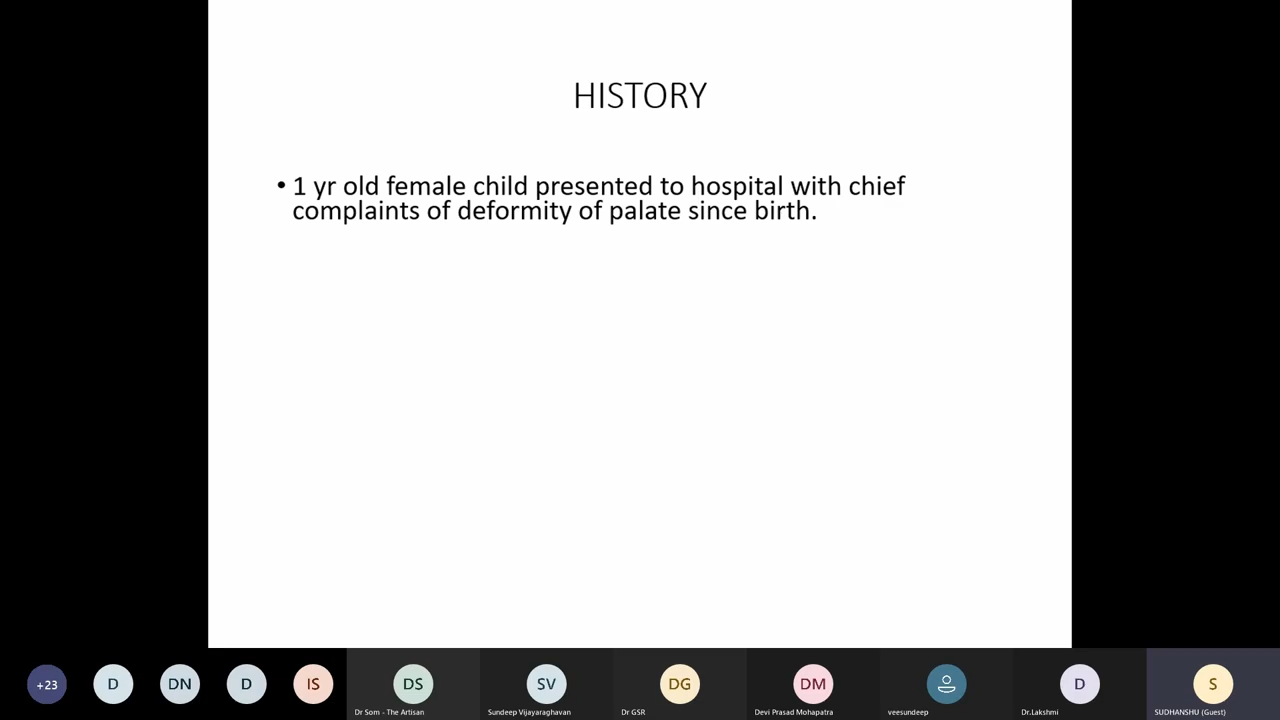 HISTORY
• 1 yr old female child presented to hospital with chief
complaints of deformity of palate since birth.
+23
D
DN
D
IS
DS
SV
DG
DM
D
S
Dr Som - The Artisan
Sundeep Vijayaraghavan
Dr GSR
Devi Prasad Mohapatra
veesundeep
Dr.Lakshmi
SUDHANSHU (Guest)